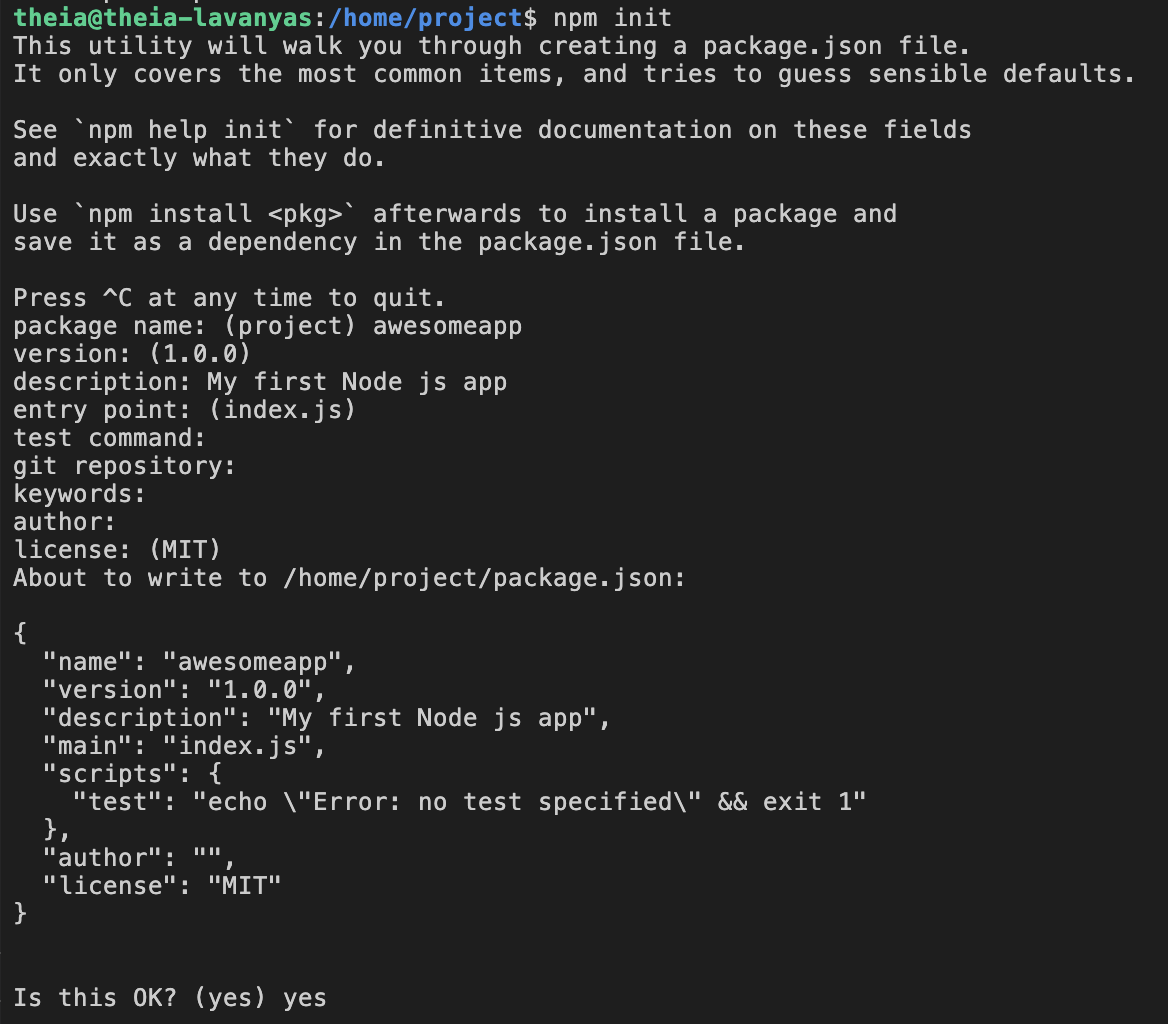 theia@theia-lavanyas:/home/project$ npm init
This utility will walk you through creating a package.json file.
It only covers the most common items, and tries to guess sensible defaults.
See `npm help init` for definitive documentation on these fields
and exactly what they do.
Use `npm install <pkg>` afterwards to install a package and
save it as a dependency in the package.json file.
Press ^C at any time to quit.
package name: (project) awesomeapp
version: (1.0.0)
description: My first Node js app
entry point: (index.js)
test command:
git repository:
keywords:
author:
license: (MIT)
About to write to /home/project/package.json:
{
  "name": "awesomeapp",
  "version": "1.0.0",
  "description": "My first Node js app",
  "main": "index.js",
  "scripts": {
    "test": "echo \"Error: no test specified\" && exit 1"
  },
  "author": "",
  "license": "MIT"
}
Is this OK? (yes) yes